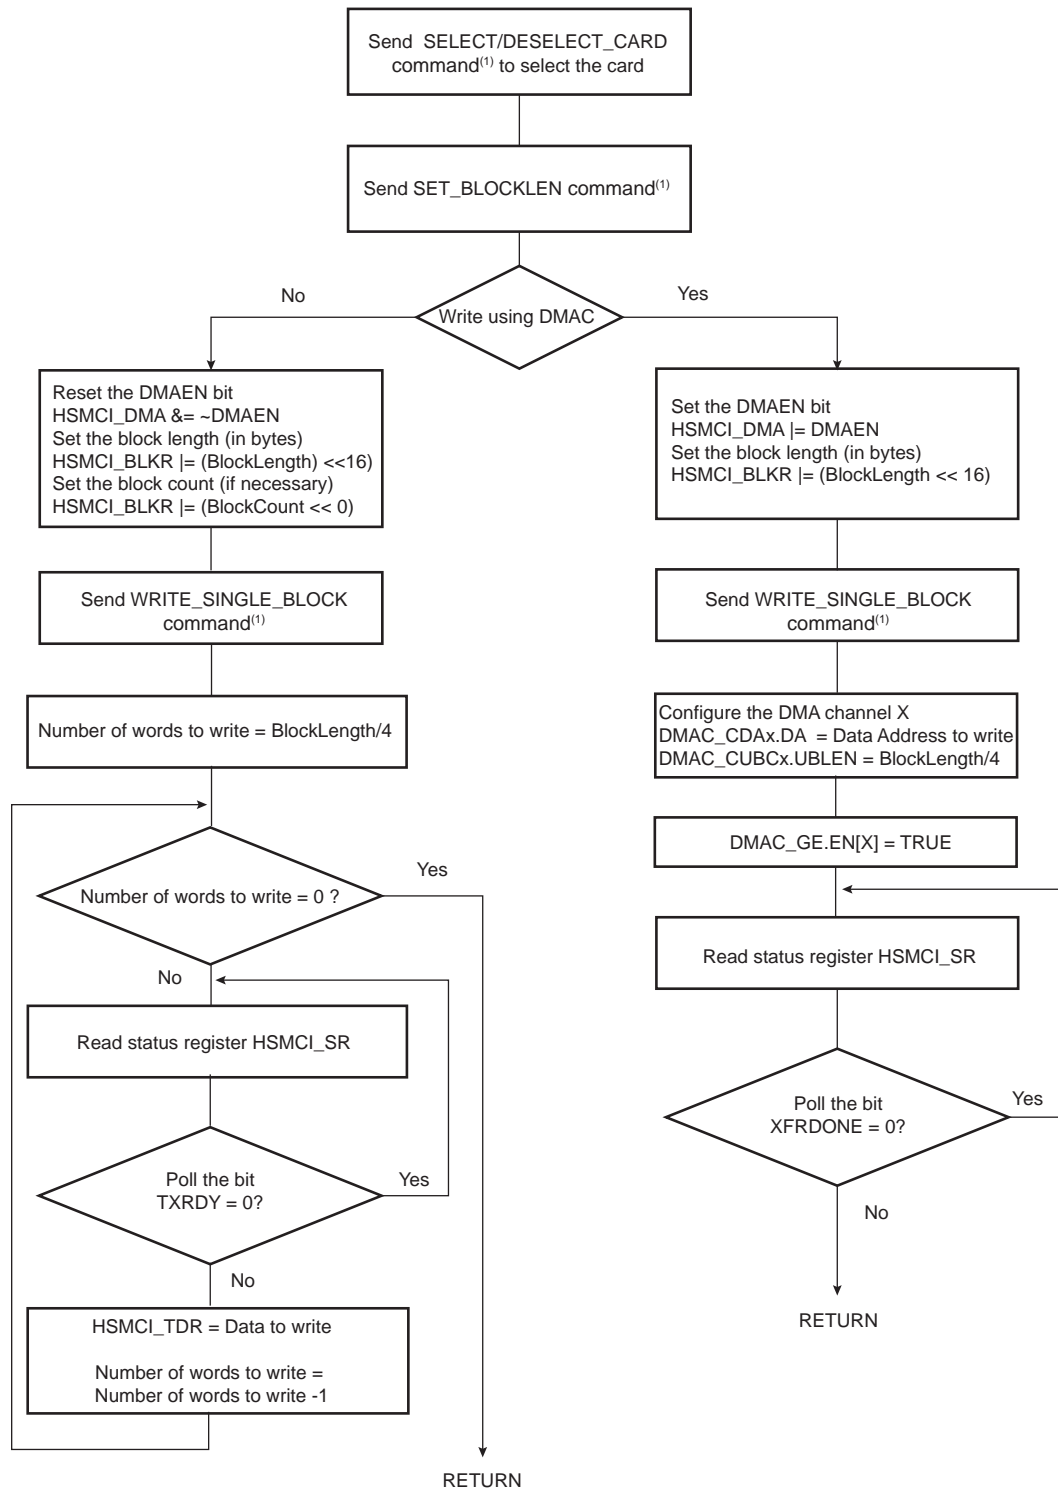 Send SELECT/DESELECT_CARD
command(1) to select the card
Send SET_BLOCKLEN command(1)
No
Yes
Write using DMAC
Reset the DMAEN bit
HSMCI_DMA &= ~DMAEN
Set the block length (in bytes)
HSMCI_BLKR |= (BlockLength) <<16)
Set the block count (if necessary)
HSMCI_BLKR |= (BlockCount << 0)
Send WRITE_SINGLE_BLOCK
command(1)
Number of words to write = BlockLength/4
Number of words to write = 0 ?
Yes
No
Read status register HSMCI_SR
Poll the bit
TXRDY = 0?
Yes
No
HSMCI_TDR = Data to write
Number of words to write =
Number of words to write -1
RETURN
Set the DMAEN bit
HSMCI_DMA |= DMAEN
Set the block length (in bytes)
HSMCI_BLKR |= (BlockLength << 16)
Send WRITE_SINGLE_BLOCK
command(1)
Configure the DMA channel X
DMAC_CDAx.DA = Data Address to write
DMAC_CUBCx.UBLEN = BlockLength/4
DMAC_GE.EN[X] = TRUE
Read status register HSMCI_SR
Poll the bit
XFRDONE = 0?
Yes
No
RETURN